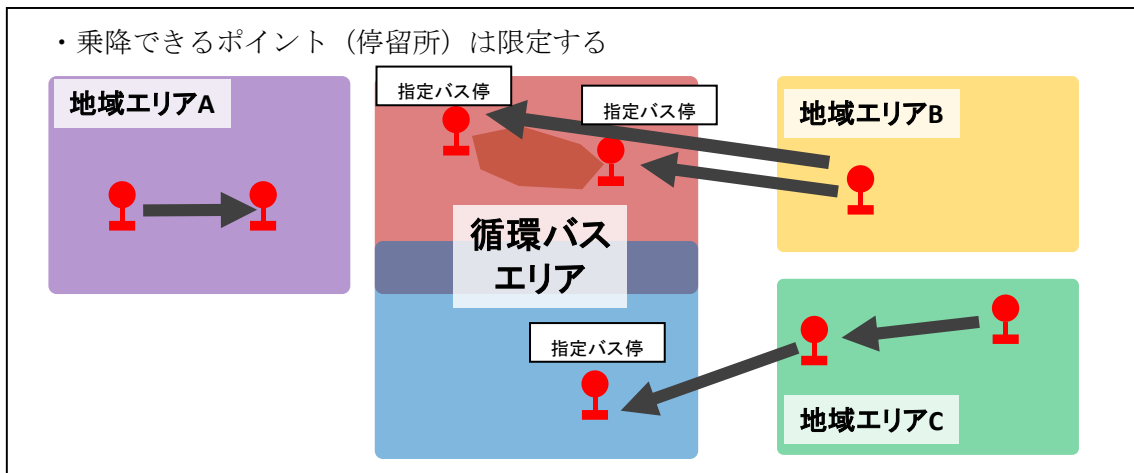 ・乗降できるポイント（停留所）は限定する
地域エリアA
指定バス停
指定バス停
地域エリアB
循環バス
エリア
指定バス停
地域エリアC